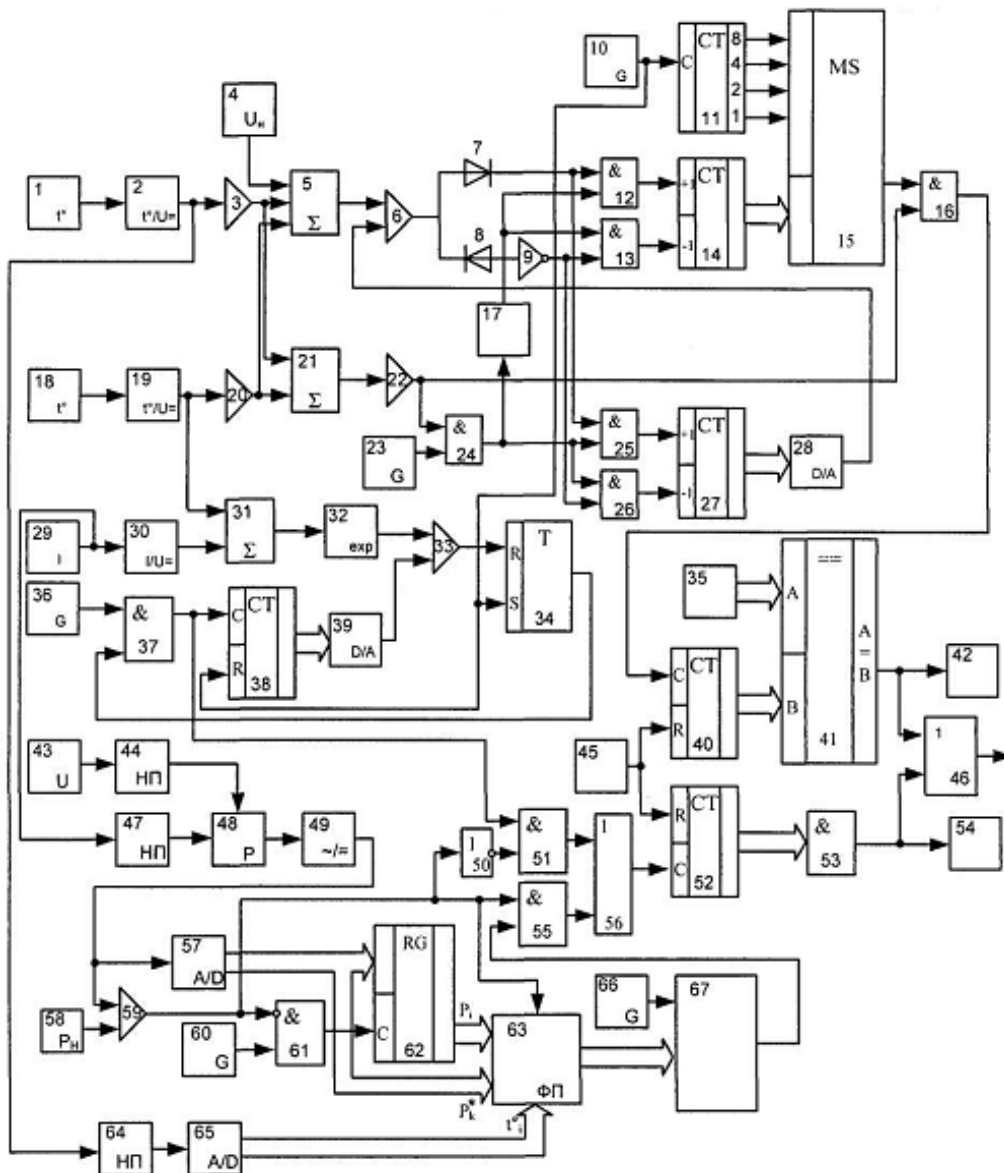 10
G
C
CT
8
4
2
1
11
MS
15
4
Uн
1
t°
2
t°/U=
3
5
Σ
6
7
8
9
&
12
&
13
+1
-1
CT
14
&
16
17
18
t°
19
t°/U=
20
21
Σ
22
23
G
&
24
&
25
&
26
+1
-1
CT
27
28
D/A
29
I
30
I/U=
31
Σ
32
exp
33
R
S
T
34
35
36
G
&
37
C
R
CT
38
39
D/A
C
R
CT
40
A
B
==
41
A
=
B
42
43
U
44
НП
45
1
46
47
НП
48
P
49
~/=
1
50
&
51
R
C
CT
52
&
53
54
&
55
1
56
57
A/D
58
Pн
59
60
G
&
61
RG
C
62
Pi
63
ФП
P*k
t°i
64
НП
65
A/D
66
G
67